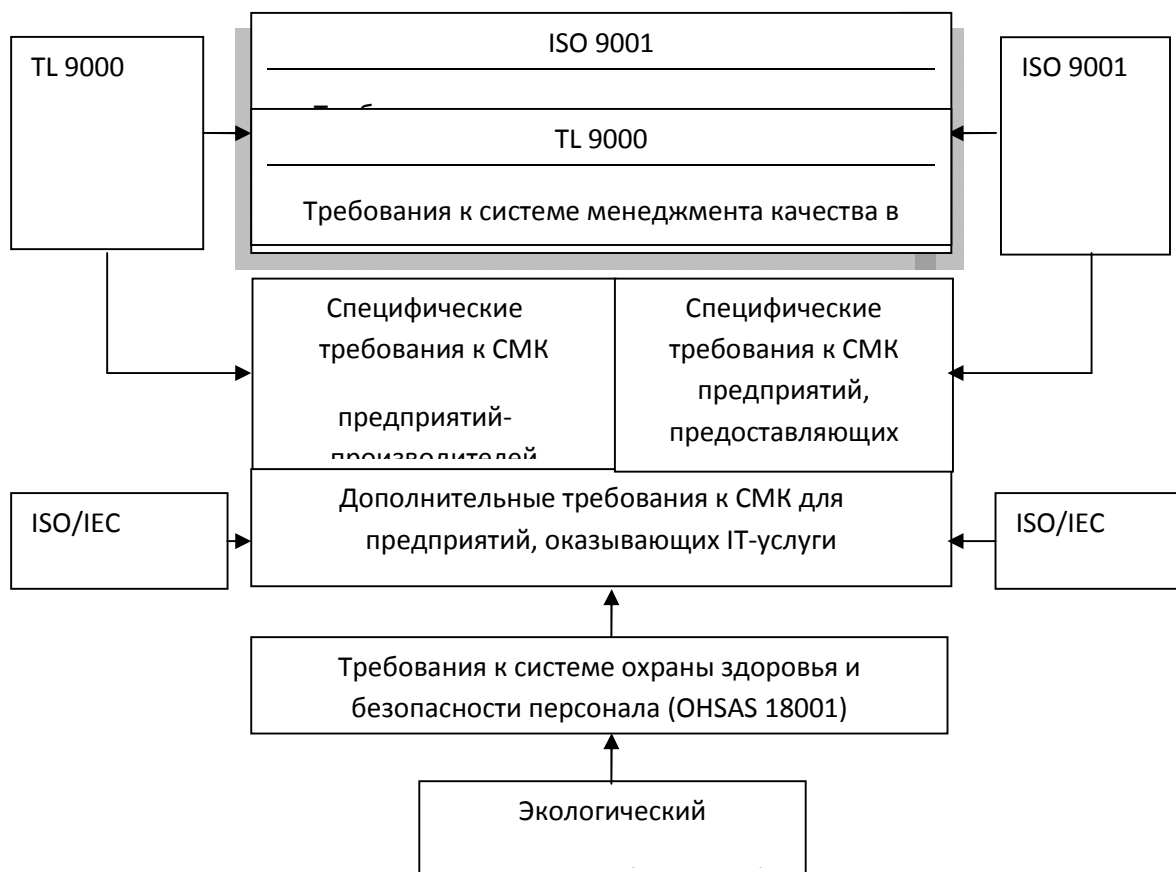 TL 9000
ISO 9001
ISO 9001
TL 9000
Требования к системе менеджмента качества в
Специфические
требования к СМК
предприятий-
производителей
Специфические
требования к СМК
предприятий,
предоставляющих
ISO/IEC
Дополнительные требования к СМК для
предприятий, оказывающих IT-услуги
ISO/IEC
Требования к системе охраны здоровья и
безопасности персонала (OHSAS 18001)
Экологический